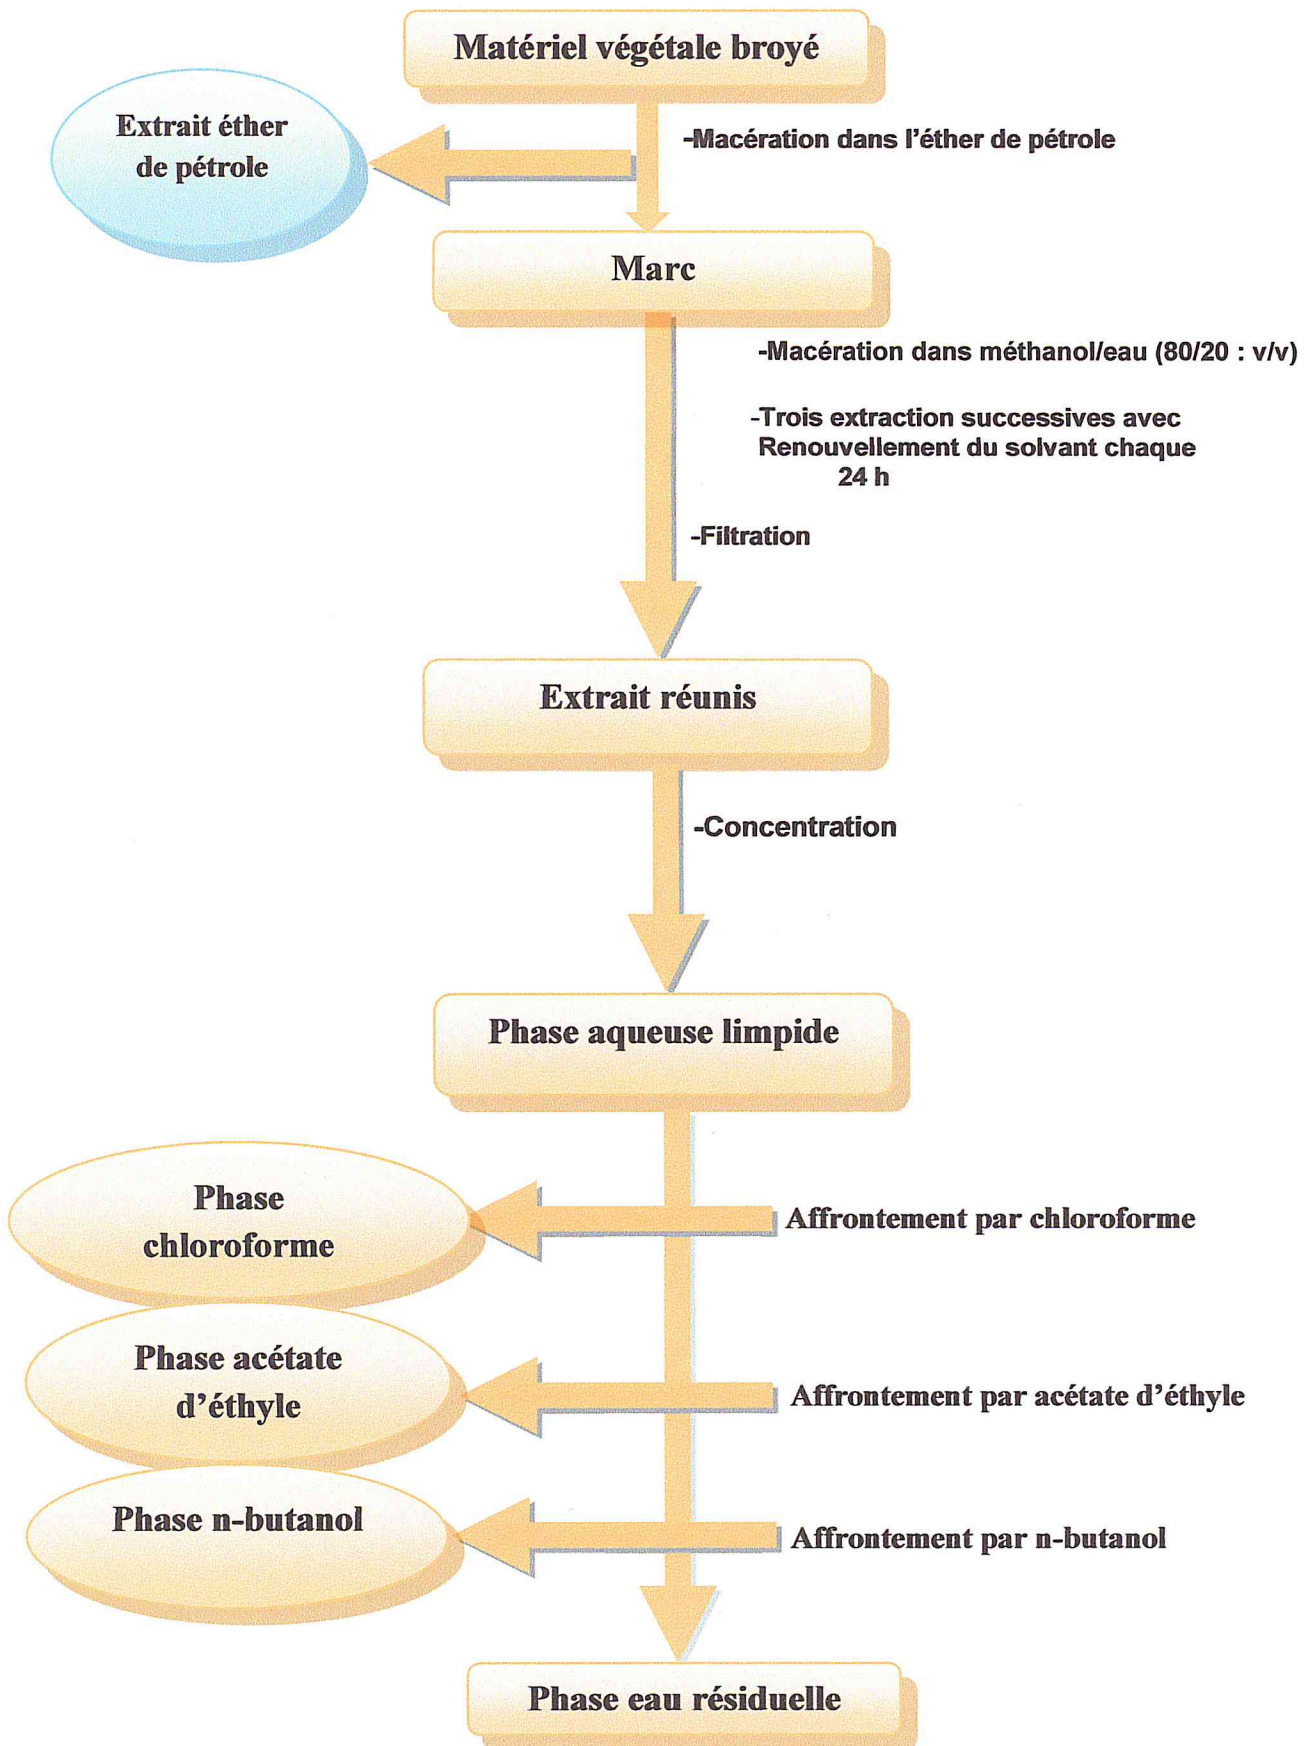 Matériel végétale broyé
Extrait éther
de pétrole
-Macération dans l'éther de pétrole
Marc
-Macération dans méthanol/eau (80/20 : v/v)
-Trois extraction successives avec
Renouvellement du solvant chaque
24 h
-Filtration
Extrait réunis
-Concentration
Phase aqueuse limpide
Phase
chloroforme
Affrontement par chloroforme
Phase acétate
d'éthyle
Affrontement par acétate d'éthyle
Phase n-butanol
Affrontement par n-butanol
Phase eau résiduelle